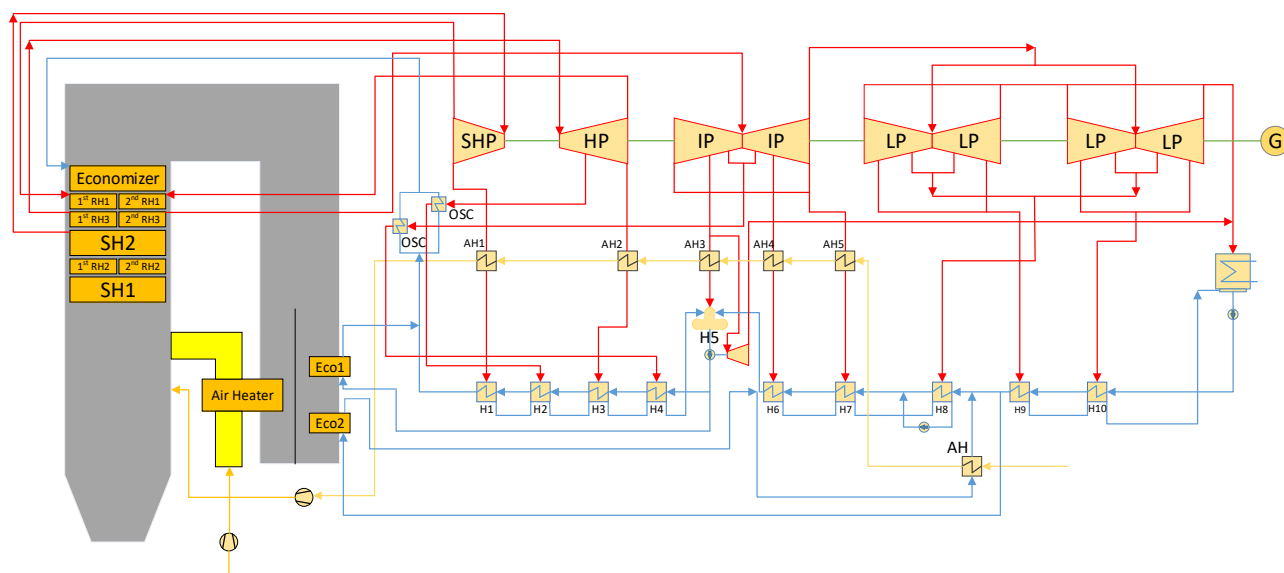 SHP
HP
IP
IP
LP
LP
LP
LP
G
Economizer
1st RH1
2nd RH1
1st RH3
2nd RH3
SH2
1st RH2
2nd RH2
SH1
OSC
OSC
AH1
AH2
AH3
AH4
AH5
H5
Air Heater
Eco1
Eco2
H1
H2
H3
H4
H6
H7
H8
H9
H10
AH